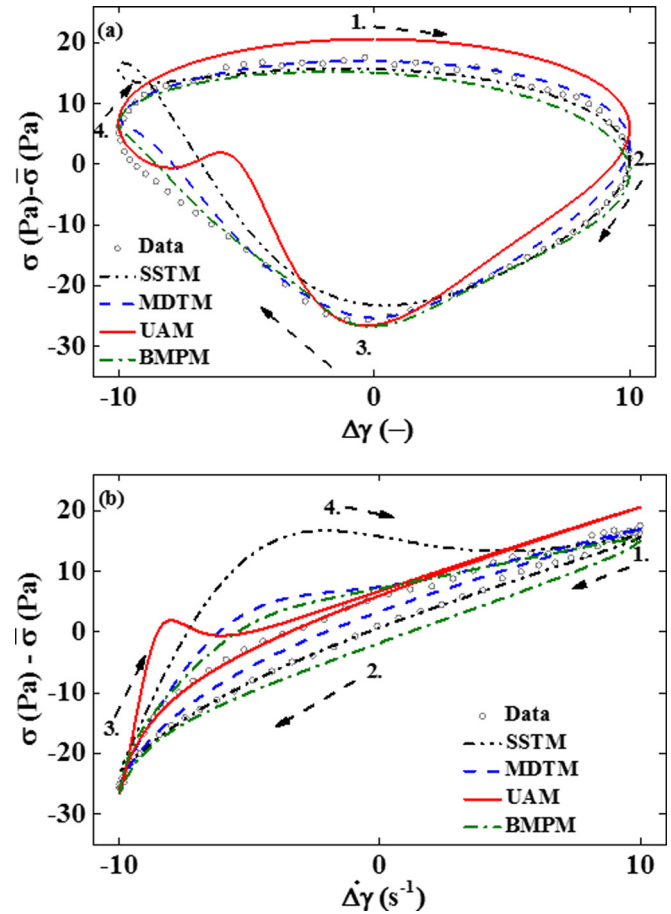 (a)
1.
20
10
0
-10
-20
-30
σ (Pa)-σ̅ (Pa)
4.
2.
3.
Data
SSTM
MDTM
UAM
BMPM
-10 0 10
Δγ (–)
(b)
4.
20
10
0
-10
-20
-30
σ (Pa) - σ̅ (Pa)
1.
2.
3.
Data
SSTM
MDTM
UAM
BMPM
-10 0 10
Δγ̇ (s⁻¹)